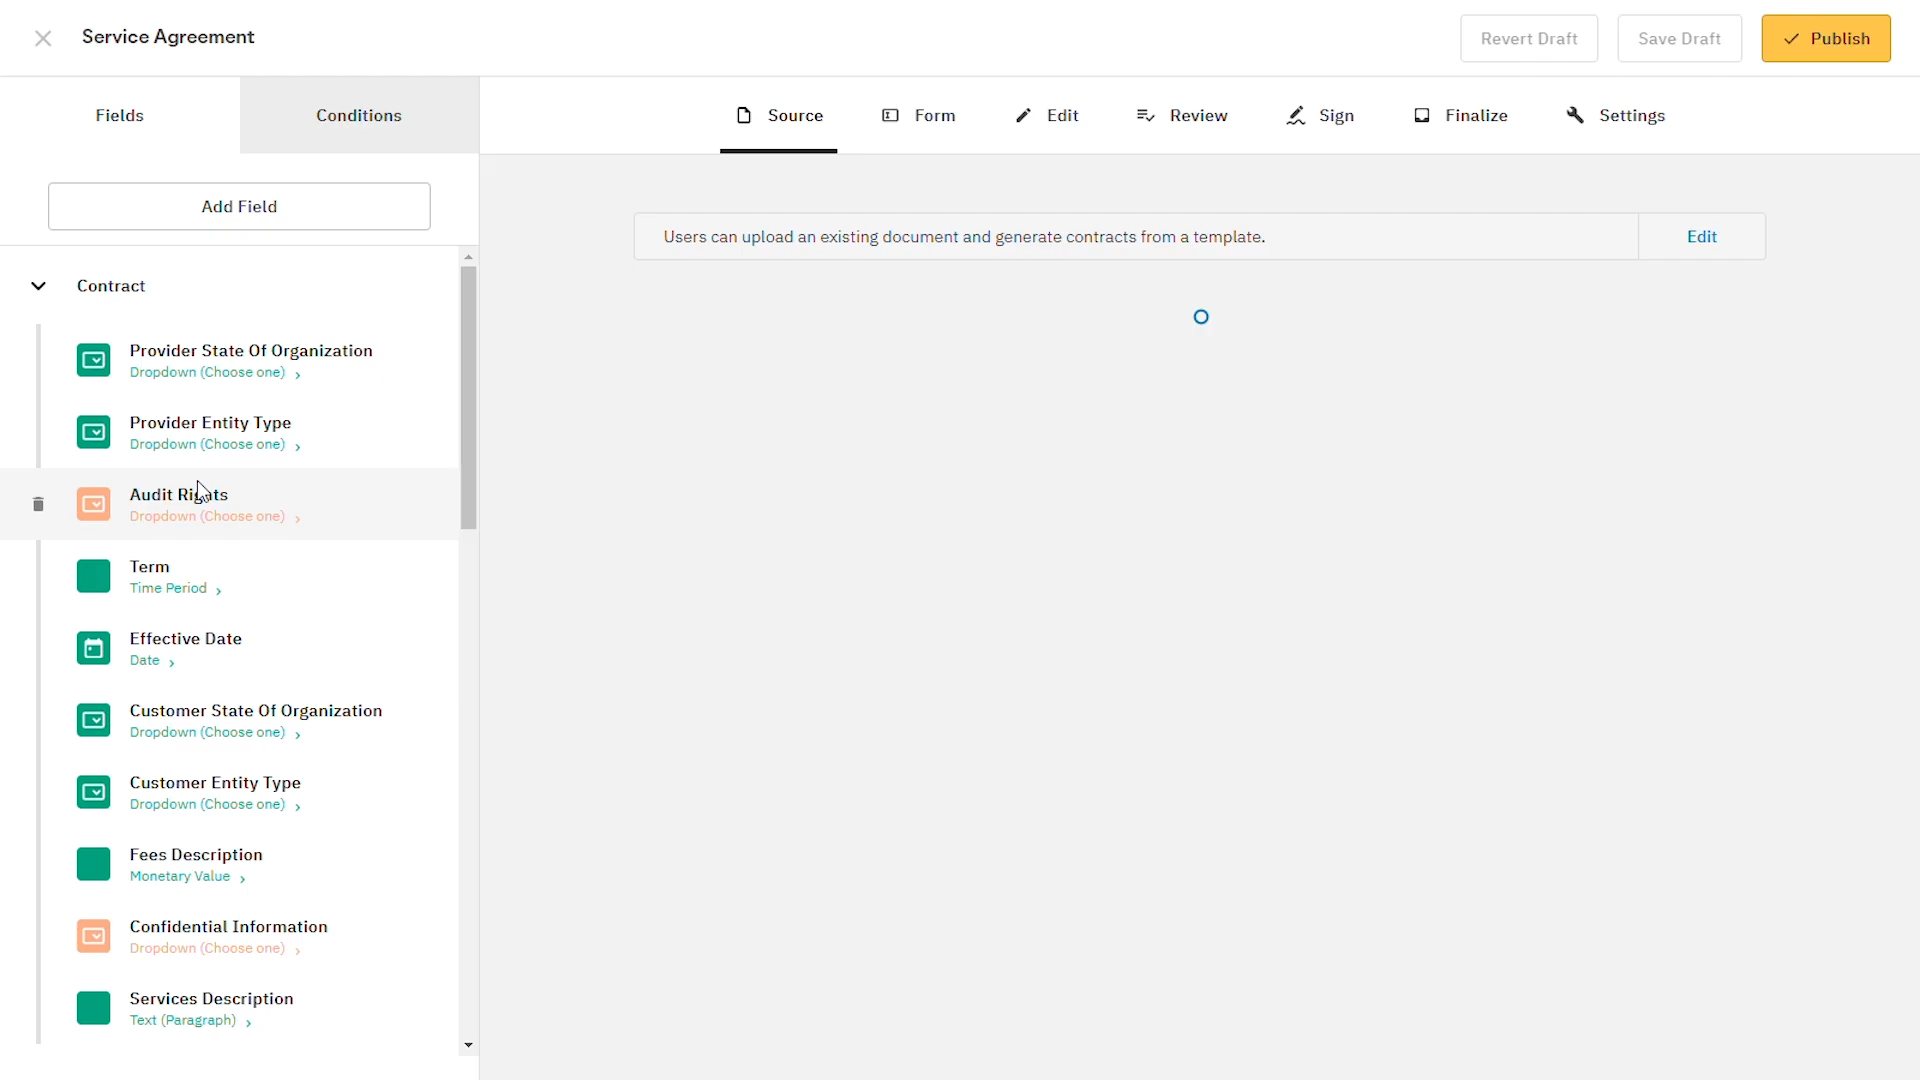 Service Agreement
Revert Draft
Save Draft
Publish
Fields
Conditions
Source
Form
Edit
Review
Sign
Finalize
Settings
Add Field
Users can upload an existing document and generate contracts from a template.
Edit
Contract
Provider State Of Organization
Dropdown (Choose one)
Provider Entity Type
Dropdown (Choose one)
Audit Rights
Dropdown (Choose one)
Term
Time Period
Effective Date
Date
Customer State Of Organization
Dropdown (Choose one)
Customer Entity Type
Dropdown (Choose one)
Fees Description
Monetary Value
Confidential Information
Dropdown (Choose one)
Services Description
Text (Paragraph)